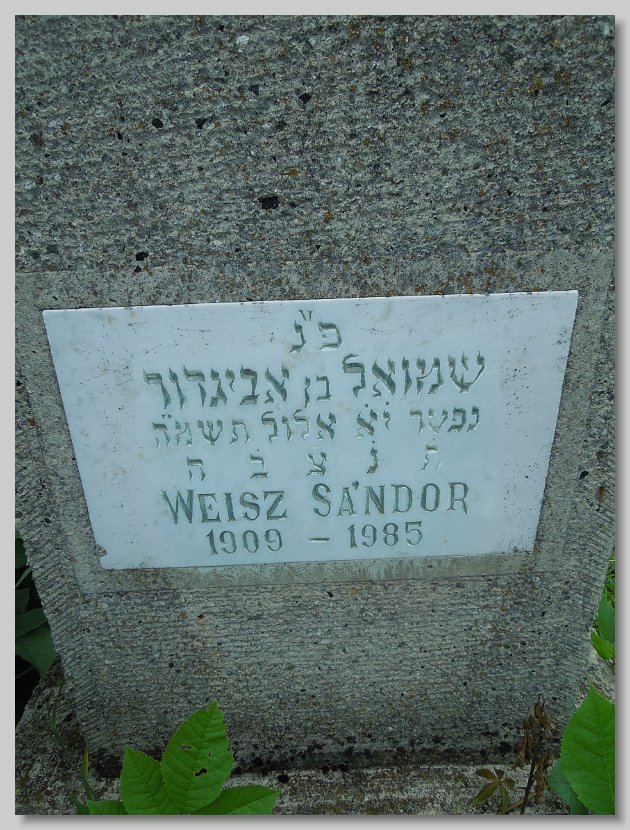 פ״נ
שמואל בן אביגדור
נפטר י״א אלול תשמ״ה
ת נ צ ב ה
WEISZ SÁNDOR
1909 – 1985